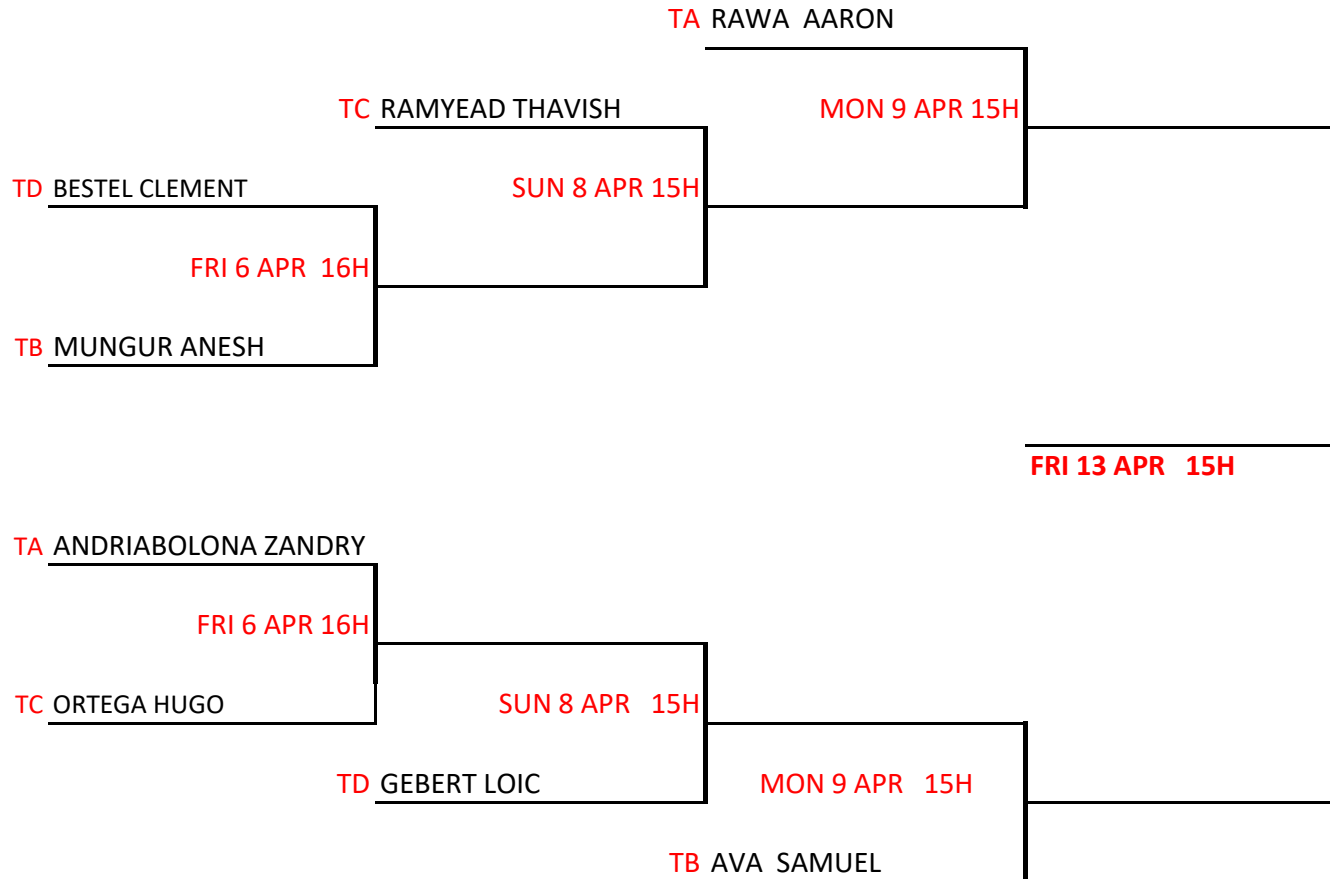 TA RAWA  AARON
TC RAMYEAD THAVISH
MON 9 APR 15H
TD BESTEL CLEMENT
SUN 8 APR 15H
FRI 6 APR  16H
TB MUNGUR ANESH
FRI 13 APR   15H
TA ANDRIABOLONA ZANDRY
FRI 6 APR 16H
TC ORTEGA HUGO
SUN 8 APR   15H
TD GEBERT LOIC
MON 9 APR   15H
TB AVA  SAMUEL